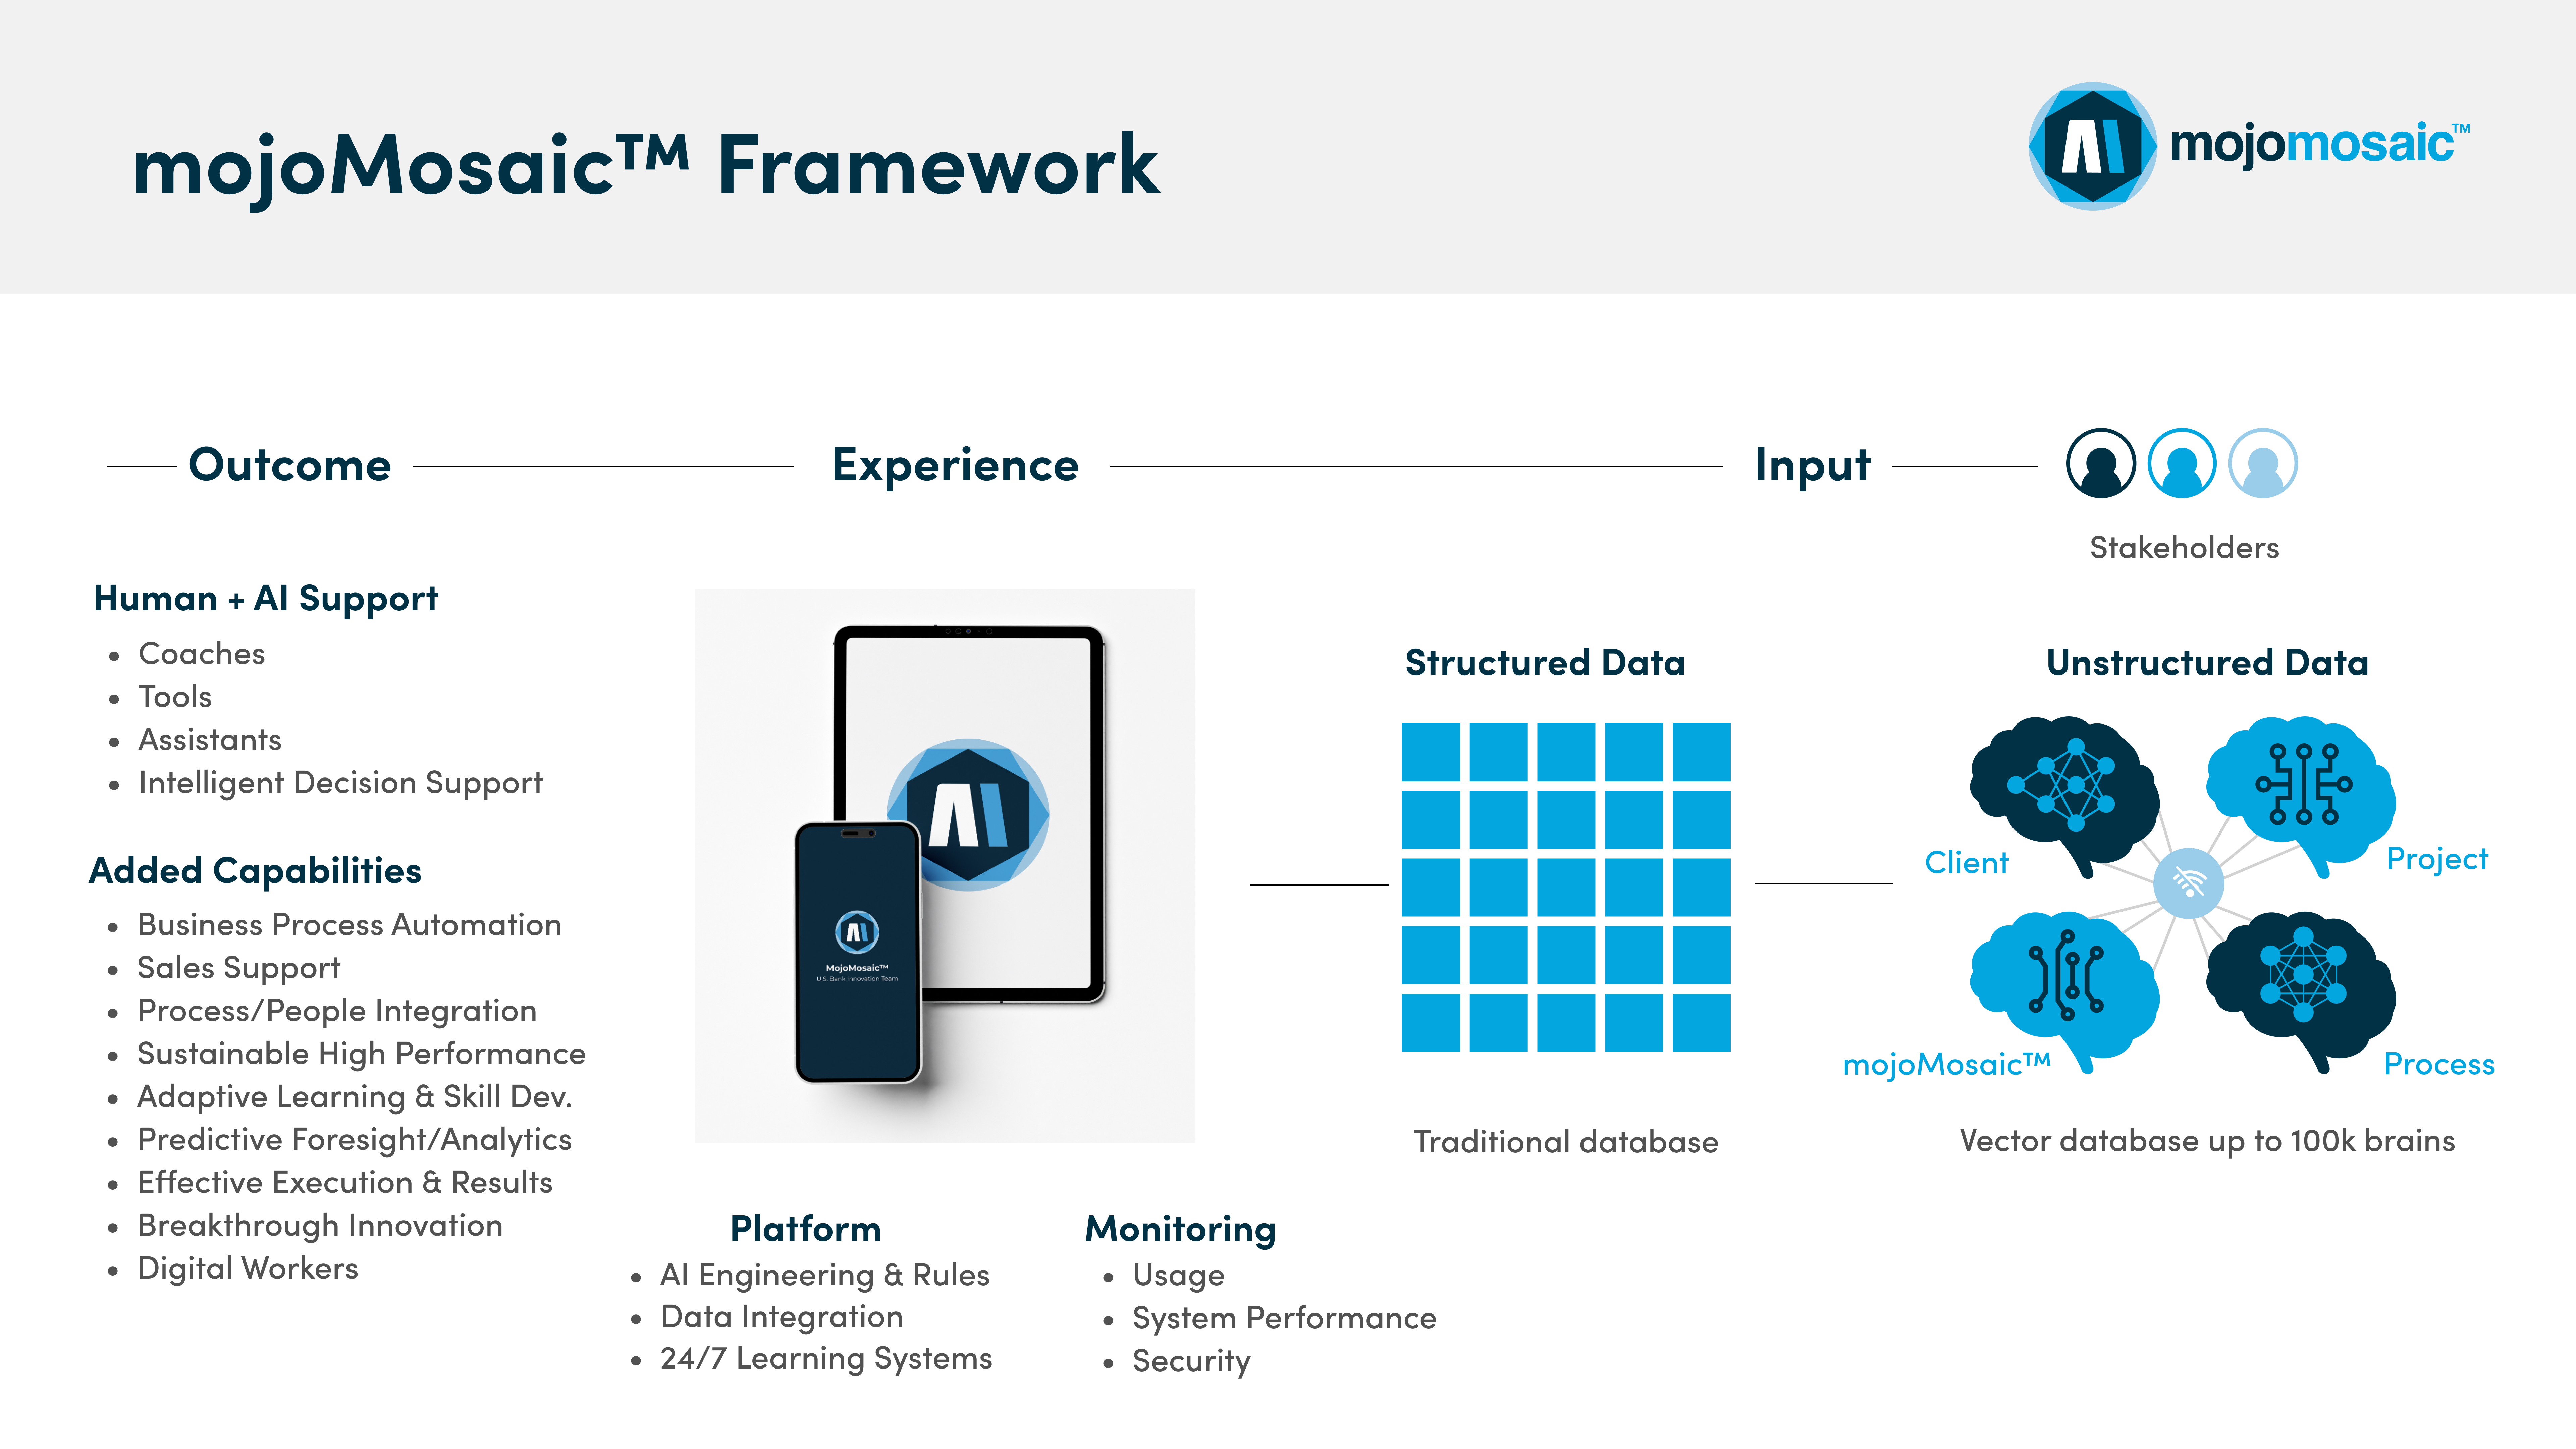 mojoMosaic™ Framework
mojomosaic™
Outcome
Experience
Input
Stakeholders
Human + AI Support
• Coaches
• Tools
• Assistants
• Intelligent Decision Support
Added Capabilities
• Business Process Automation
• Sales Support
• Process/People Integration
• Sustainable High Performance
• Adaptive Learning & Skill Dev.
• Predictive Foresight/Analytics
• Effective Execution & Results
• Breakthrough Innovation
• Digital Workers
MojoMosaic™
U.S. Bank Innovation Team
Platform
• AI Engineering & Rules
• Data Integration
• 24/7 Learning Systems
Monitoring
• Usage
• System Performance
• Security
Structured Data
Traditional database
Unstructured Data
Client
Project
mojoMosaic™
Process
Vector database up to 100k brains